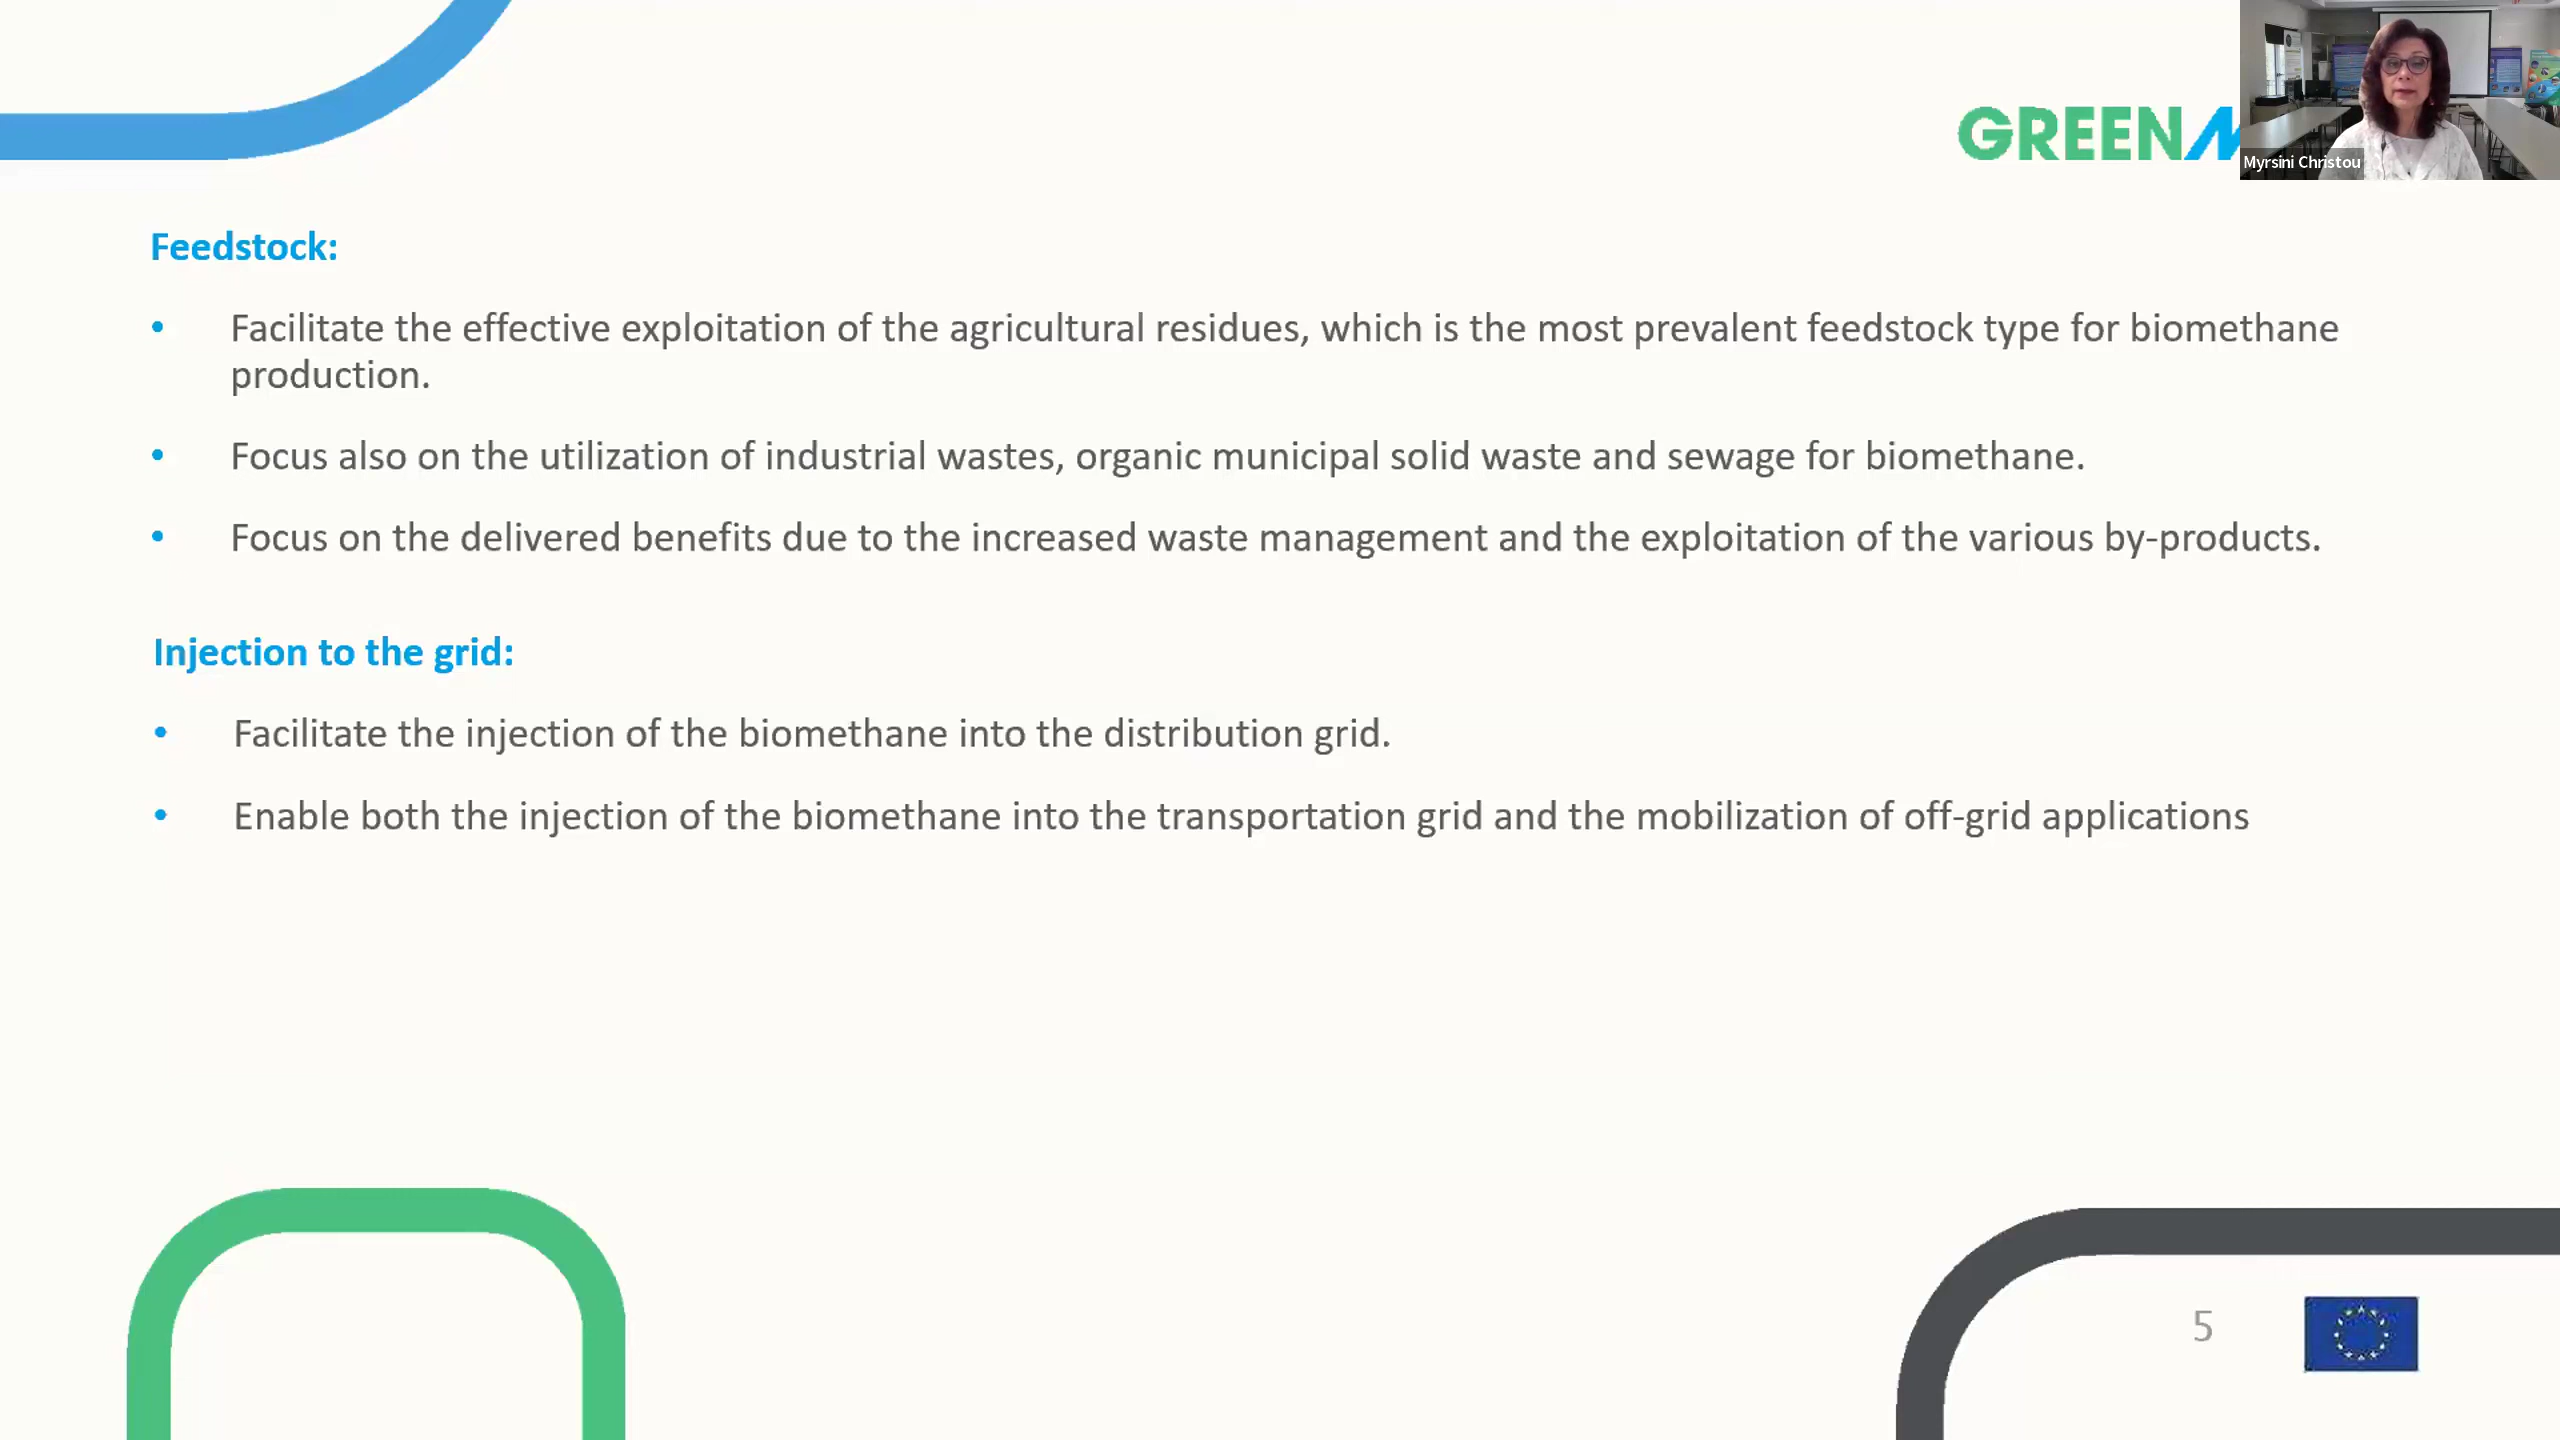 GREENM
Myrsini Christou
Feedstock:
• Facilitate the effective exploitation of the agricultural residues, which is the most prevalent feedstock type for biomethane
production.
• Focus also on the utilization of industrial wastes, organic municipal solid waste and sewage for biomethane.
• Focus on the delivered benefits due to the increased waste management and the exploitation of the various by-products.
Injection to the grid:
• Facilitate the injection of the biomethane into the distribution grid.
• Enable both the injection of the biomethane into the transportation grid and the mobilization of off-grid applications
5